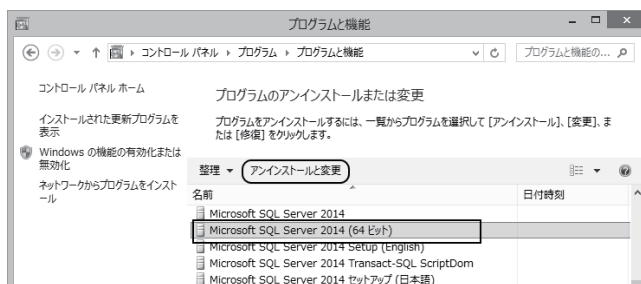 プログラムと機能
コントロール パネル ▸ プログラム ▸ プログラムと機能
プログラムと機能の...
コントロール パネル ホーム
インストールされた更新プログラムを
表示
Windows の機能の有効化または
無効化
ネットワークからプログラムをインスト
ール
プログラムのアンインストールまたは変更
プログラムをアンインストールするには、一覧からプログラムを選択して [アンインストール]、[変更]、ま
たは [修復] をクリックします。
整理 ▼ アンインストールと変更
名前 日付時刻
Microsoft SQL Server 2014
Microsoft SQL Server 2014 (64 ビット)
Microsoft SQL Server 2014 Setup (English)
Microsoft SQL Server 2014 Transact-SQL ScriptDom
Microsoft SQL Server 2014 セットアップ (日本語)